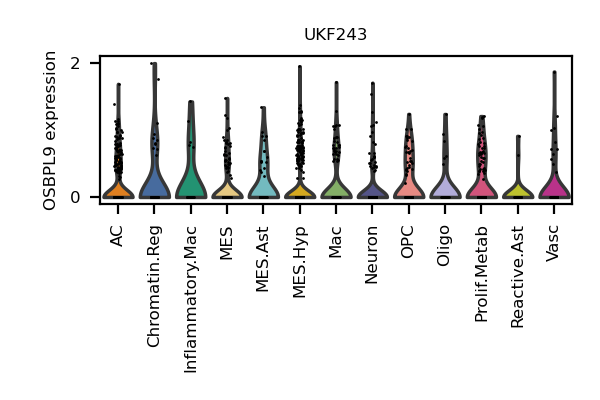 UKF243
OSBPL9 expression
2
0
AC
Chromatin.Reg
Inflammatory.Mac
MES
MES.Ast
MES.Hyp
Mac
Neuron
OPC
Oligo
Prolif.Metab
Reactive.Ast
Vasc